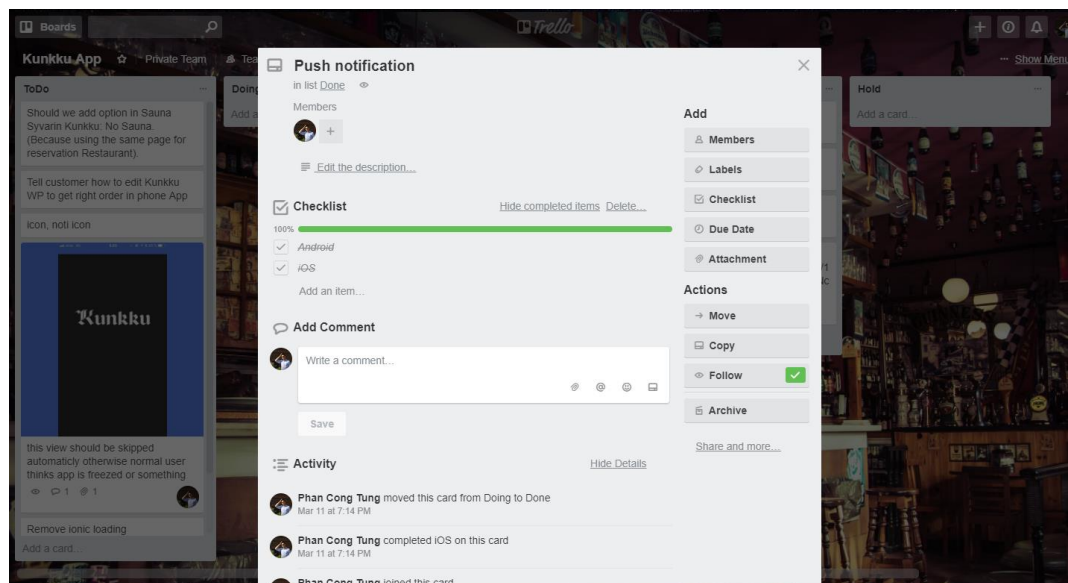 Boards
Trello
Kunkku App
Private Team
Tea
Show Menu
ToDo
Should we add option in Sauna
Syvarin Kunkku: No Sauna.
(Because using the same page for
reservation Restaurant).
Tell customer how to edit Kunkku
WP to get right order in phone App
icon, noti icon
Kunkku
this view should be skipped
automaticly otherwise normal user
thinks app is freezed or something
1 1
Remove ionic loading
Add a card...
Doing
Add a
Push notification
in list Done
Members
Edit the description...
Checklist
Hide completed items Delete...
100%
Android
iOS
Add an item...
Add Comment
Write a comment...
Save
Activity
Hide Details
Phan Cong Tung moved this card from Doing to Done
Mar 11 at 7:14 PM
Phan Cong Tung completed iOS on this card
Mar 11 at 7:14 PM
Phan Cong Tung joined this card
Add
Members
Labels
Checklist
Due Date
Attachment
Actions
Move
Copy
Follow
Archive
Share and more...
Hold
Add a card...